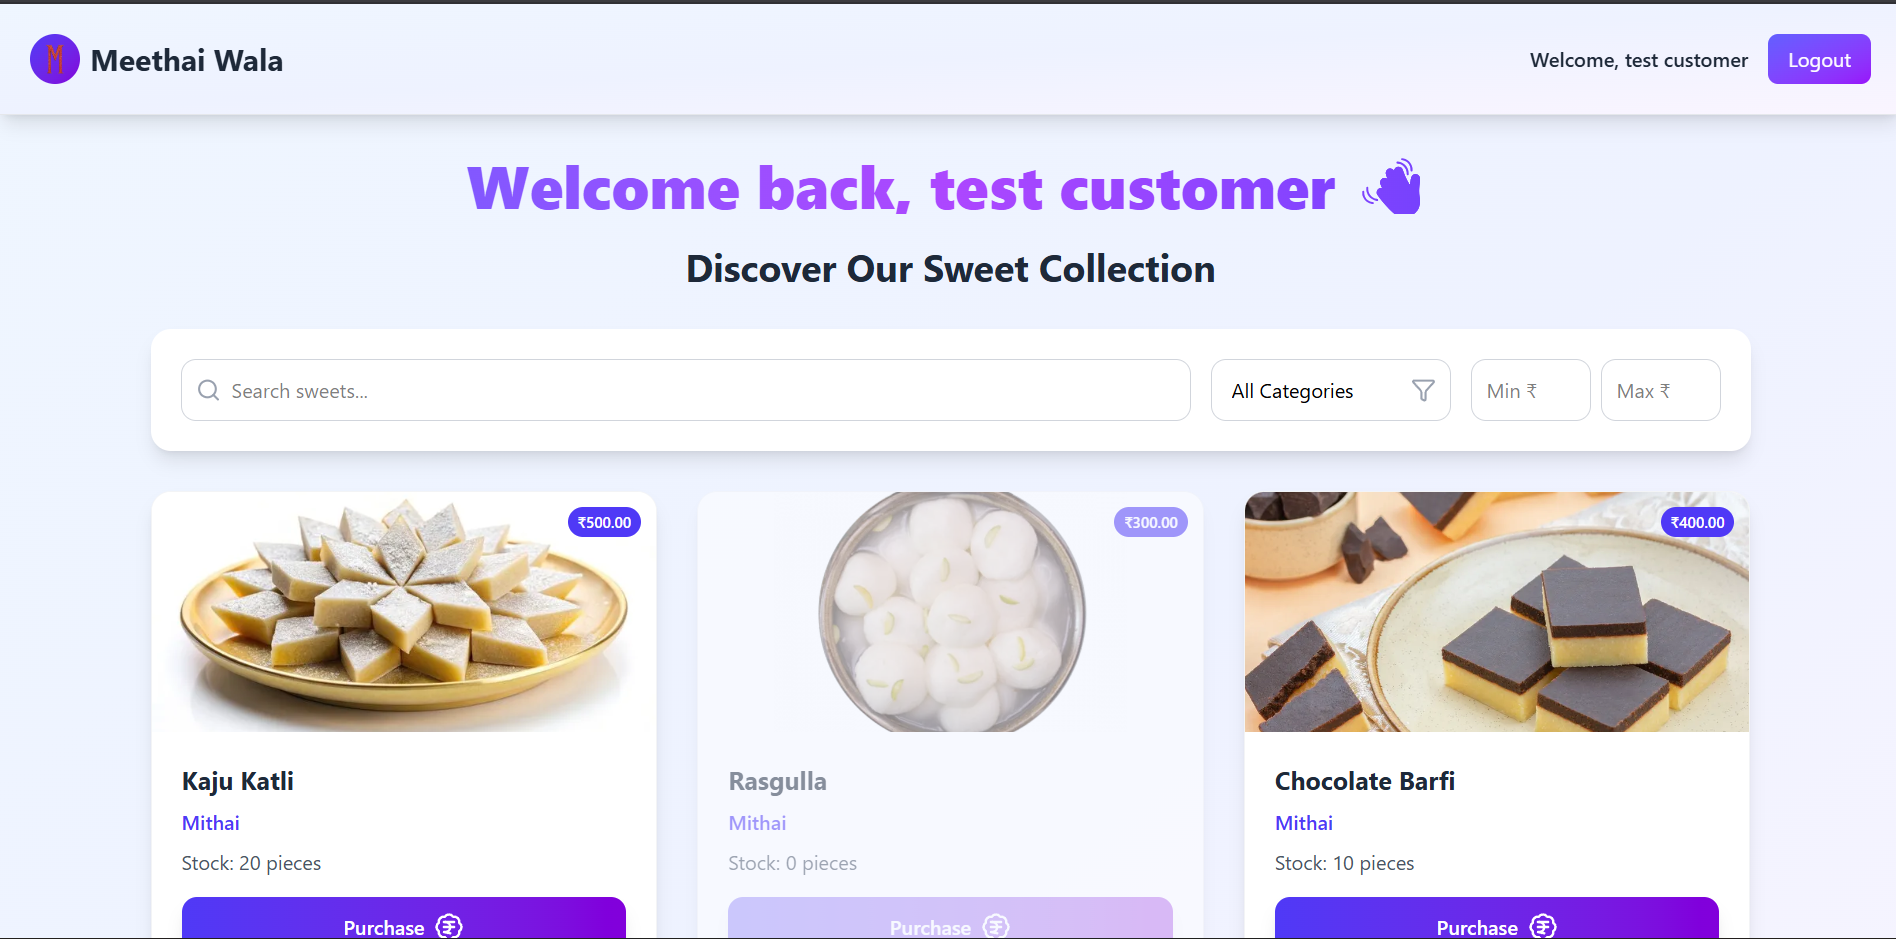 M Meethai Wala
Welcome, test customer
Logout
Welcome back, test customer
Discover Our Sweet Collection
Search sweets...
All Categories
Min ₹
Max ₹
₹500.00
₹300.00
₹400.00
Kaju Katli
Mithai
Stock: 20 pieces
Purchase ₹
Rasgulla
Mithai
Stock: 0 pieces
Purchase ₹
Chocolate Barfi
Mithai
Stock: 10 pieces
Purchase ₹